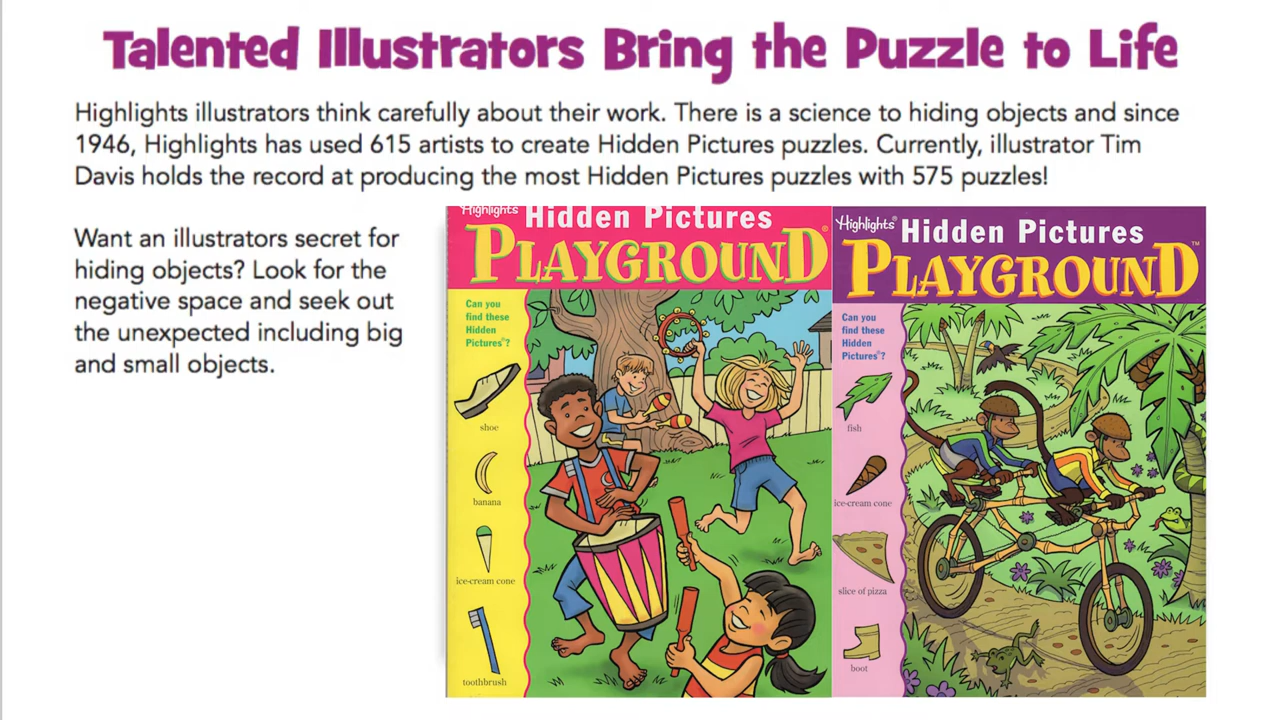 Talented Illustrators Bring the Puzzle to Life
Highlights illustrators think carefully about their work. There is a science to hiding objects and since
1946, Highlights has used 615 artists to create Hidden Pictures puzzles. Currently, illustrator Tim
Davis holds the record at producing the most Hidden Pictures puzzles with 575 puzzles!
Want an illustrators secret for
hiding objects? Look for the
negative space and seek out
the unexpected including big
and small objects.
Highlights Hidden Pictures
PLAYGROUND®
Can you
find these
Hidden
Pictures®?
shoe
banana
ice-cream cone
toothbrush
Highlights® Hidden Pictures
PLAYGROUND™
Can you
find these
Hidden
Pictures®?
fish
ice-cream cone
slice of pizza
boot